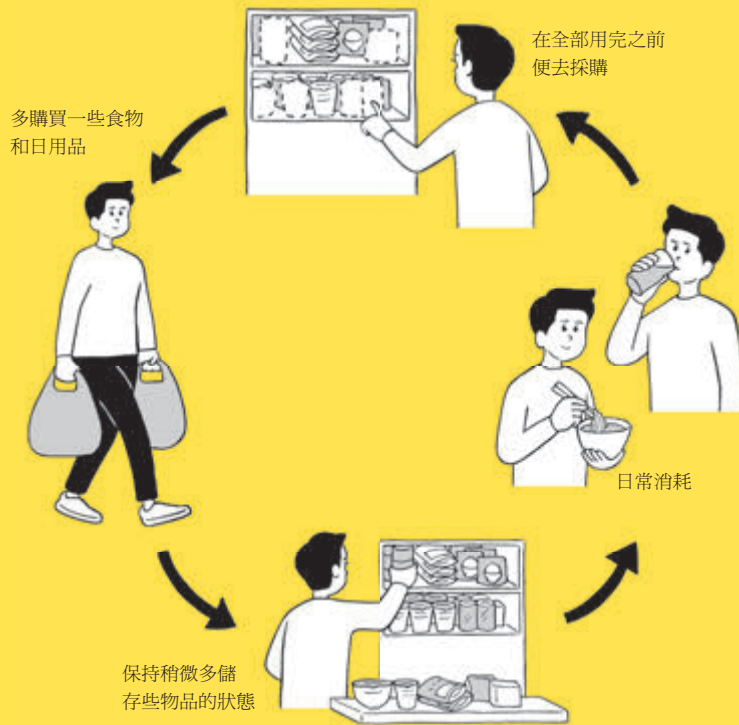 在全部用完之前
便去採購
多購買一些食物
和日用品
日常消耗
保持稍微多儲
存些物品的狀態